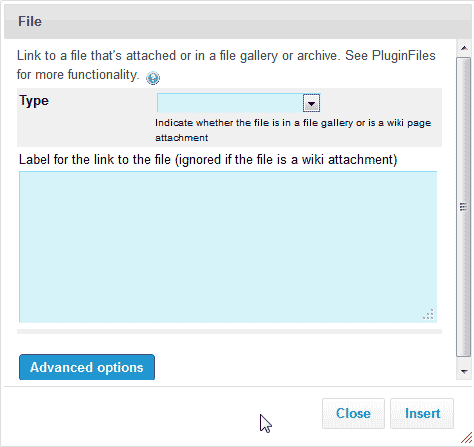 File
Link to a file that's attached or in a file gallery or archive. See PluginFiles
for more functionality.
Type
Indicate whether the file is in a file gallery or is a wiki page
attachment
Label for the link to the file (ignored if the file is a wiki attachment)
Advanced options
Close
Insert